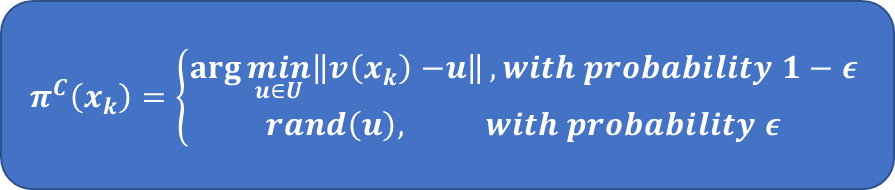 π^C(x_k) = { arg min_{u∈U} ‖v(x_k) − u‖ , with probability 1 − ϵ
rand(u), with probability ϵ